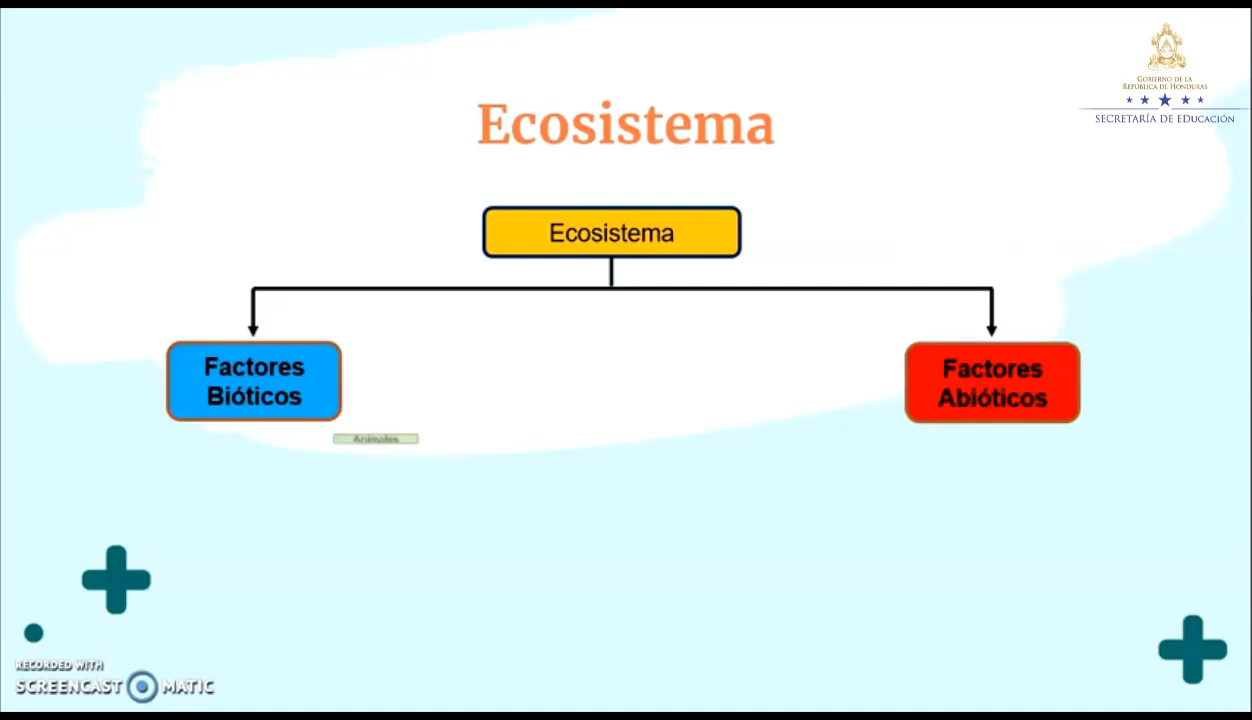 GOBIERNO DE LA
REPÚBLICA DE HONDURAS
SECRETARÍA DE EDUCACIÓN
Ecosistema
Ecosistema
Factores
Bióticos
Factores
Abióticos
Animales
RECORDED WITH
SCREENCAST MATIC